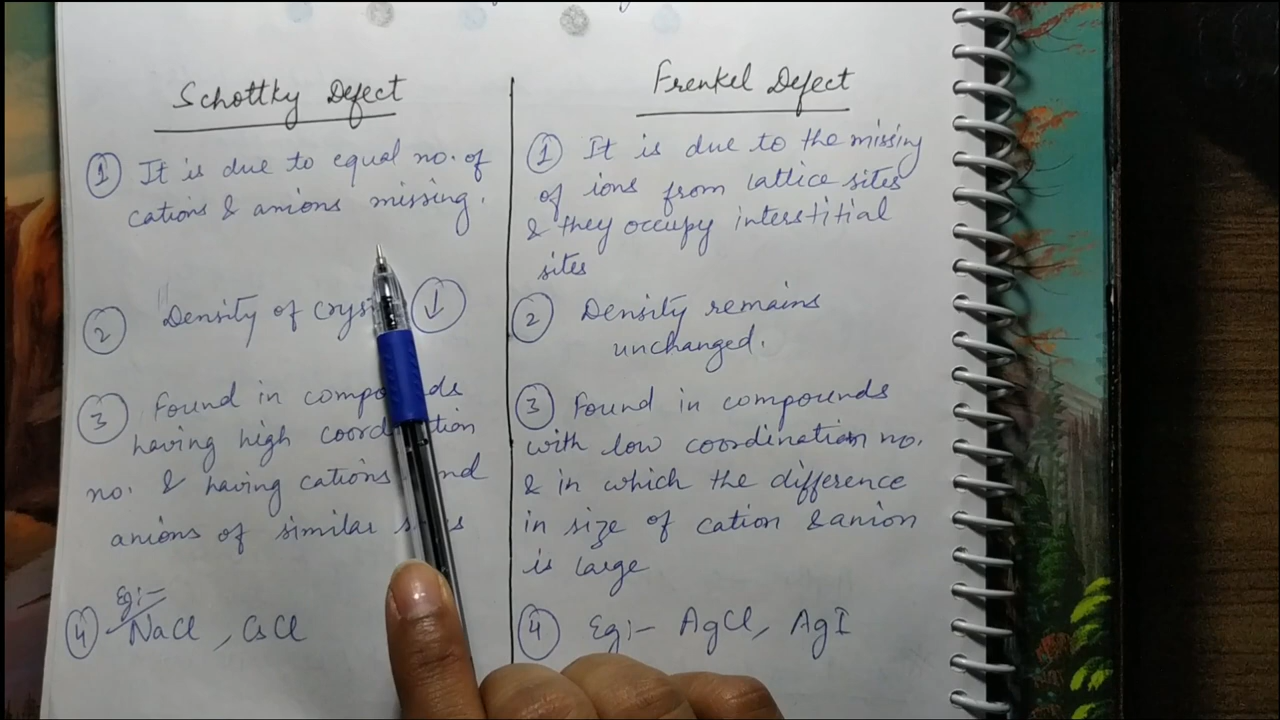 Schottky Defect
① It is due to equal no. of
cations & anions missing.
② Density of crys ↓
③ Found in compounds
having high coordination
no. & having cations and
anions of similar
④ Eg:-
NaCl, CsCl
Frenkel Defect
① It is due to the missing
of ions from lattice sites
& they occupy interstitial
sites
② Density remains
unchanged.
③ Found in compounds
with low coordination no.
& in which the difference
in size of cation & anion
is large
④ Eg:- AgCl, AgI